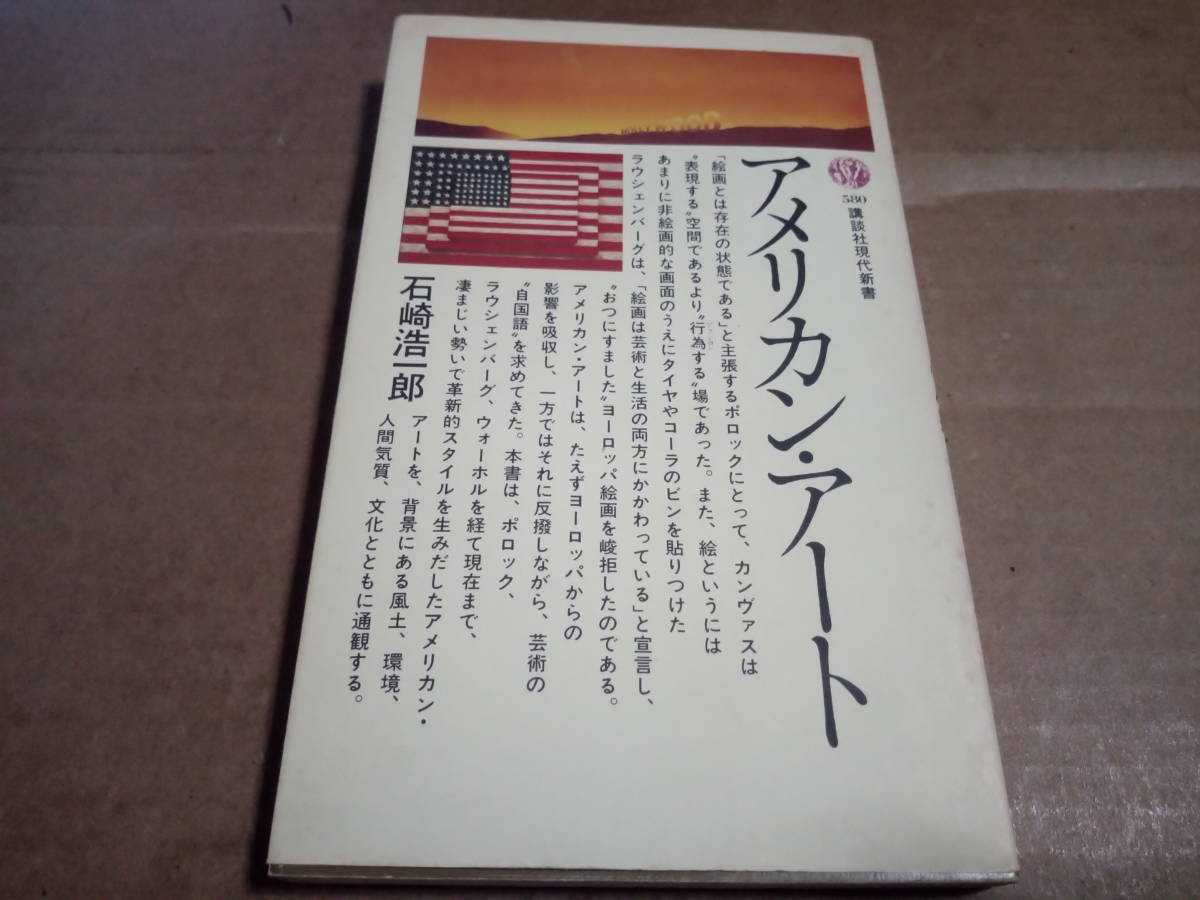 580 講談社現代新書
アメリカン・アート
「絵画とは存在の状態である」と主張するポロックにとって、カンヴァスは
“表現する”空間であるより“行為する”場であった。また、絵というには
あまりに非絵画的な画面のうえにタイヤやコーラのビンを貼りつけた
ラウシェンバーグは、「絵画は芸術と生活の両方にかかわっている」と宣言し、
“おつにすました”ヨーロッパ絵画を峻拒したのである。
アメリカン・アートは、たえずヨーロッパからの
影響を吸収し、一方ではそれに反撥しながら、芸術の
“自国語”を求めてきた。本書は、ポロック、
ラウシェンバーグ、ウォーホルを経て現在まで、
凄まじい勢いで革新的スタイルを生みだしたアメリカン・
アートを、背景にある風土、環境、
人間気質、文化とともに通観する。
石崎浩一郎